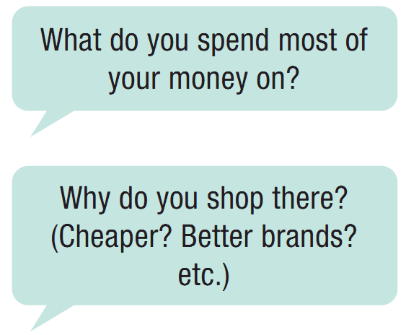 What do you spend most of
your money on?
Why do you shop there?
(Cheaper? Better brands?
etc.)